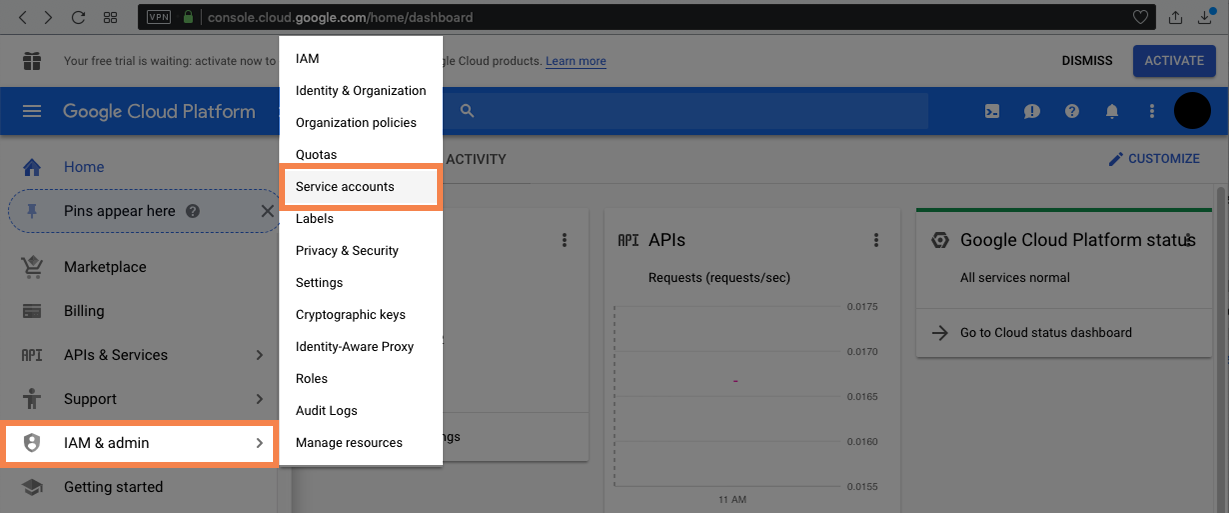 VPN
console.cloud.google.com/home/dashboard
Your free trial is waiting: activate now to
gle Cloud products. Learn more
DISMISS
ACTIVATE
Google Cloud Platform
Home
Pins appear here
Marketplace
Billing
API APIs & Services
Support
IAM & admin
Getting started
IAM
Identity & Organization
Organization policies
Quotas
Service accounts
Labels
Privacy & Security
Settings
Cryptographic keys
Identity-Aware Proxy
Roles
Audit Logs
Manage resources
ACTIVITY
CUSTOMIZE
ngs
API APIs
Requests (requests/sec)
0.0175
0.0170
0.0165
0.0160
0.0155
11 AM
Google Cloud Platform status
All services normal
Go to Cloud status dashboard